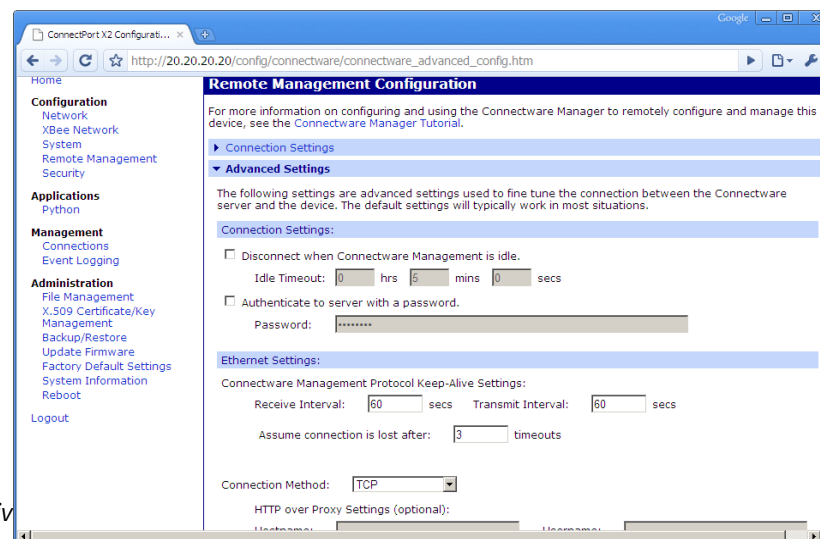 Google
ConnectPort X2 Configurati...
http://20.20.20.20/config/connectware/connectware_advanced_config.htm
Home
Configuration
Network
XBee Network
System
Remote Management
Security
Applications
Python
Management
Connections
Event Logging
Administration
File Management
X.509 Certificate/Key
Management
Backup/Restore
Update Firmware
Factory Default Settings
System Information
Reboot
Logout
Remote Management Configuration
For more information on configuring and using the Connectware Manager to remotely configure and manage this
device, see the Connectware Manager Tutorial.
Connection Settings
Advanced Settings
The following settings are advanced settings used to fine tune the connection between the Connectware
server and the device. The default settings will typically work in most situations.
Connection Settings:
Disconnect when Connectware Management is idle.
Idle Timeout: 0 hrs 5 mins 0 secs
Authenticate to server with a password.
Password: ••••••••
Ethernet Settings:
Connectware Management Protocol Keep-Alive Settings:
Receive Interval: 60 secs Transmit Interval: 60 secs
Assume connection is lost after: 3 timeouts
Connection Method: TCP
HTTP over Proxy Settings (optional):
Hostname: Username: